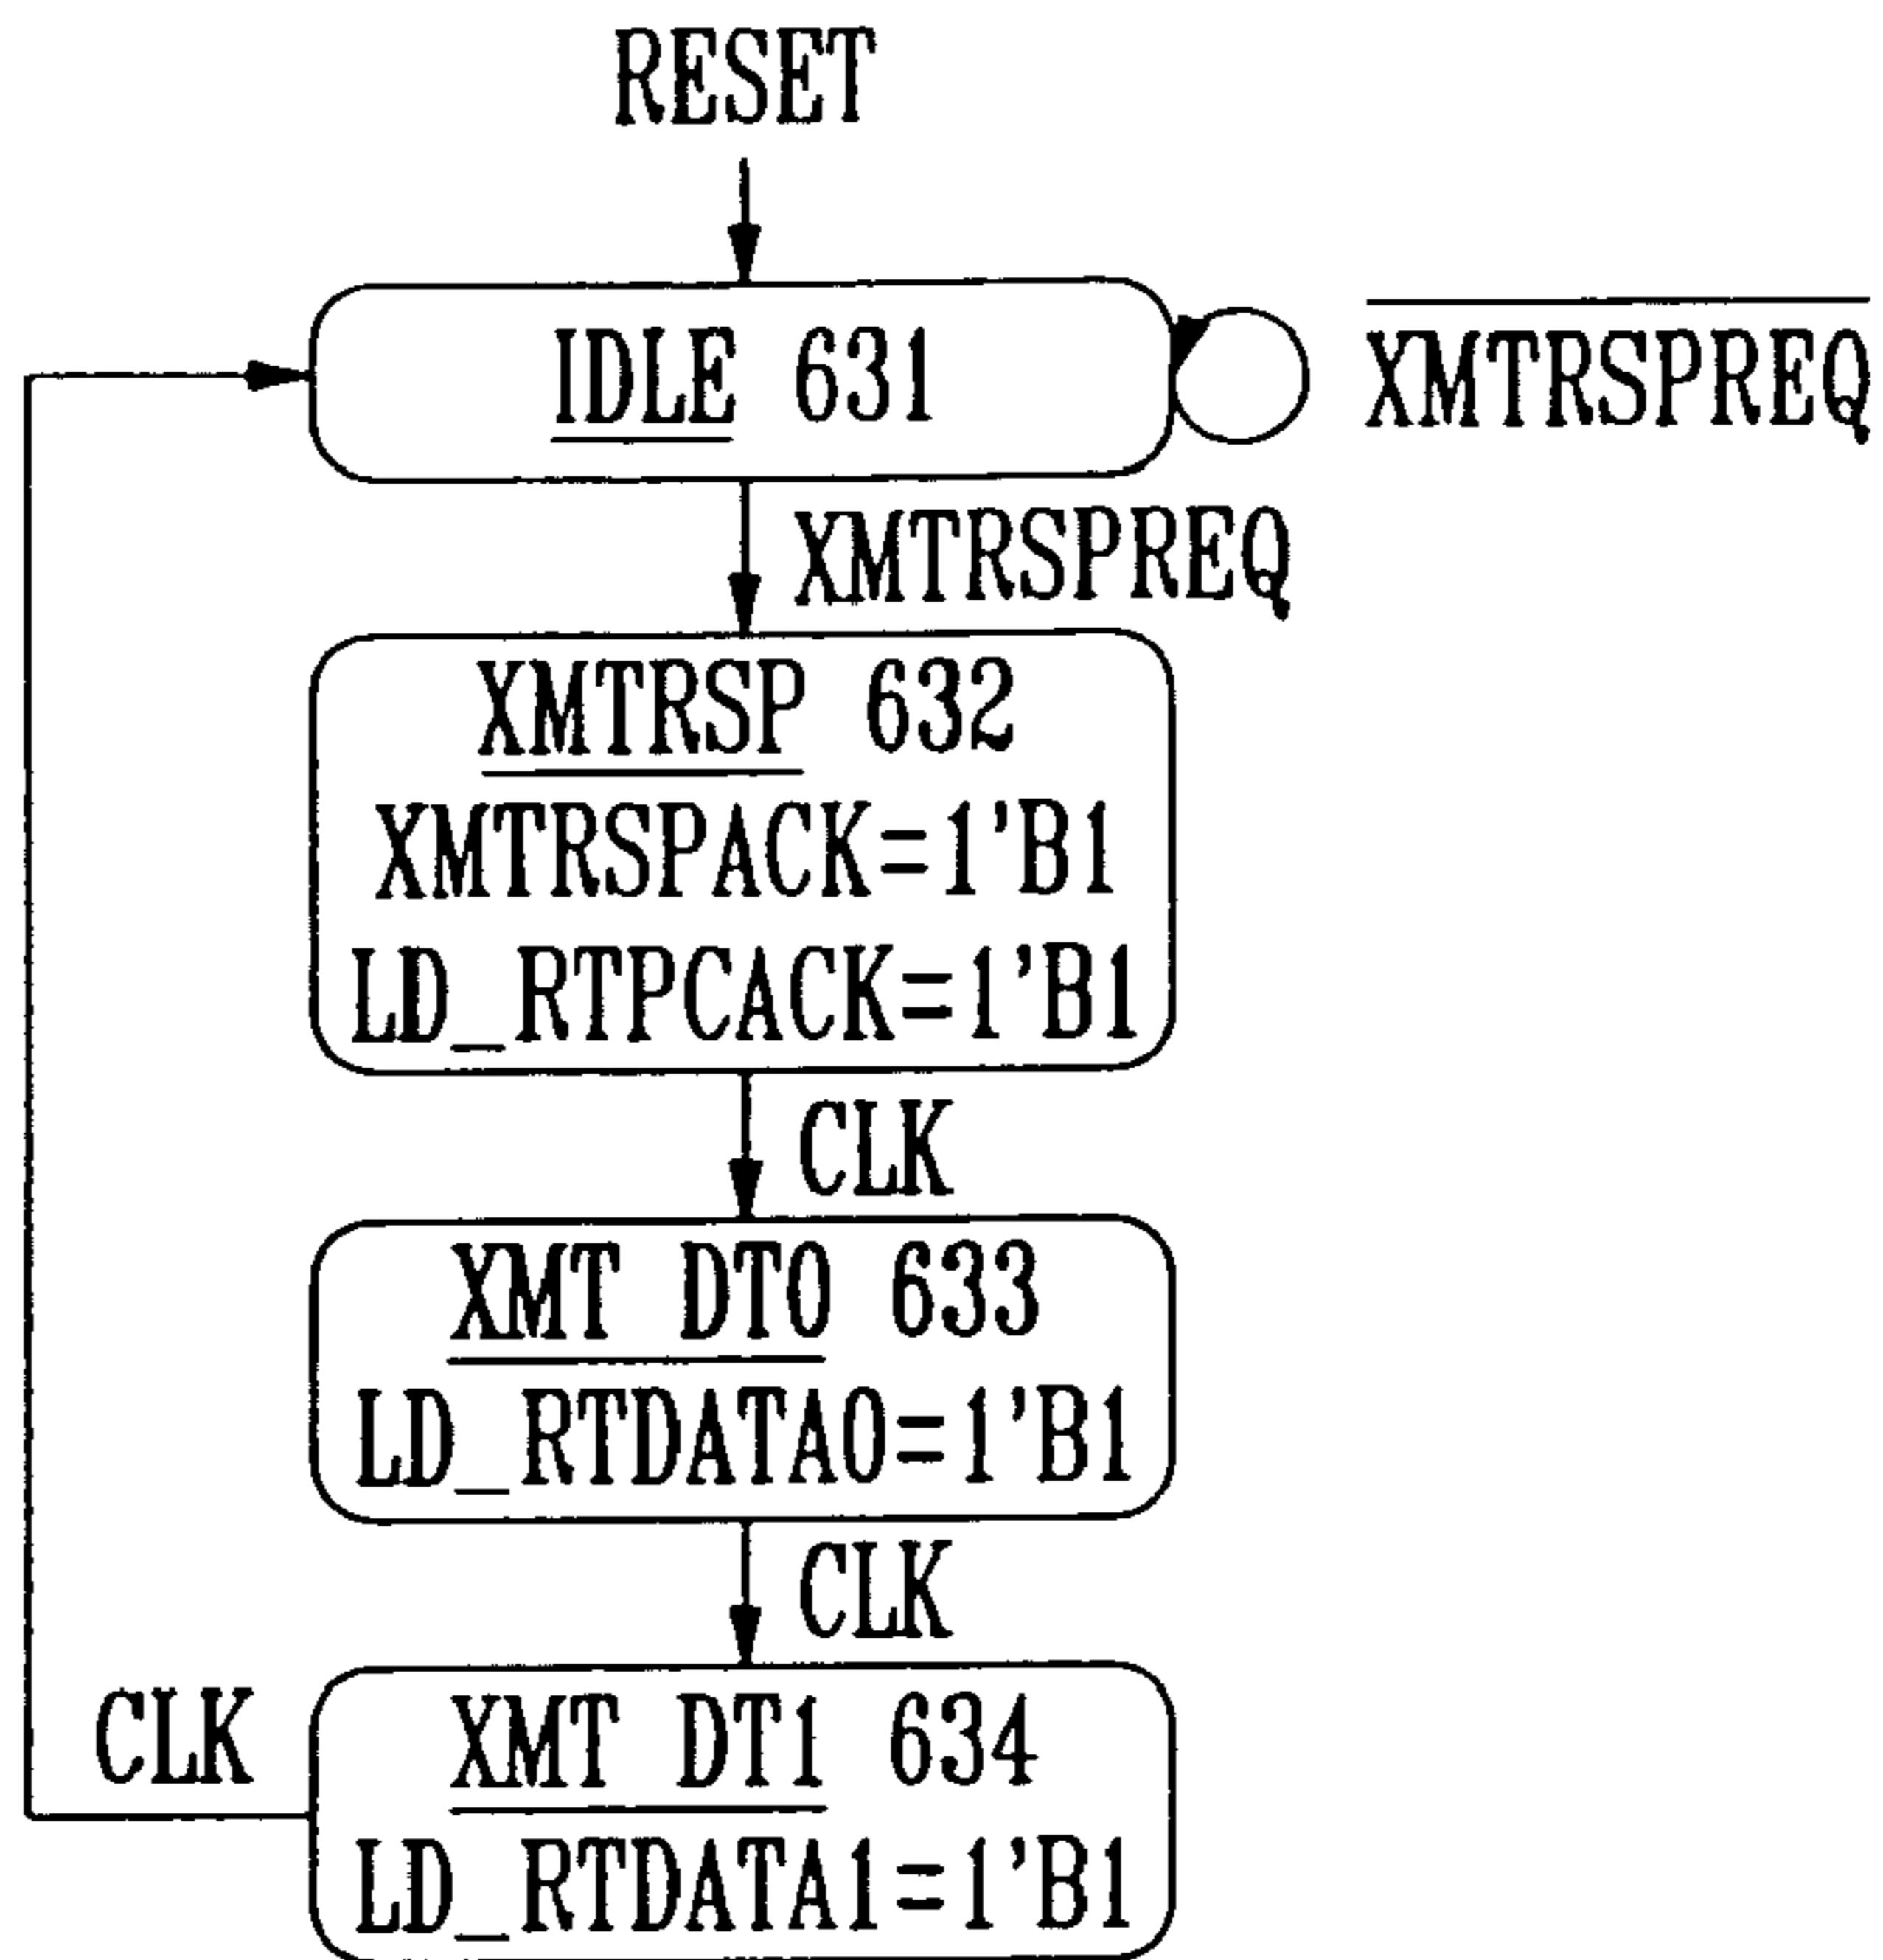 RESET
IDLE 631
XMTRSPREQ
XMTRSPREQ
XMTRSP 632
XMTRSPACK=1'B1
LD_RTPCACK=1'B1
CLK
XMT DT0 633
LD_RTDATA0=1'B1
CLK
CLK
XMT DT1 634
LD_RTDATA1=1'B1